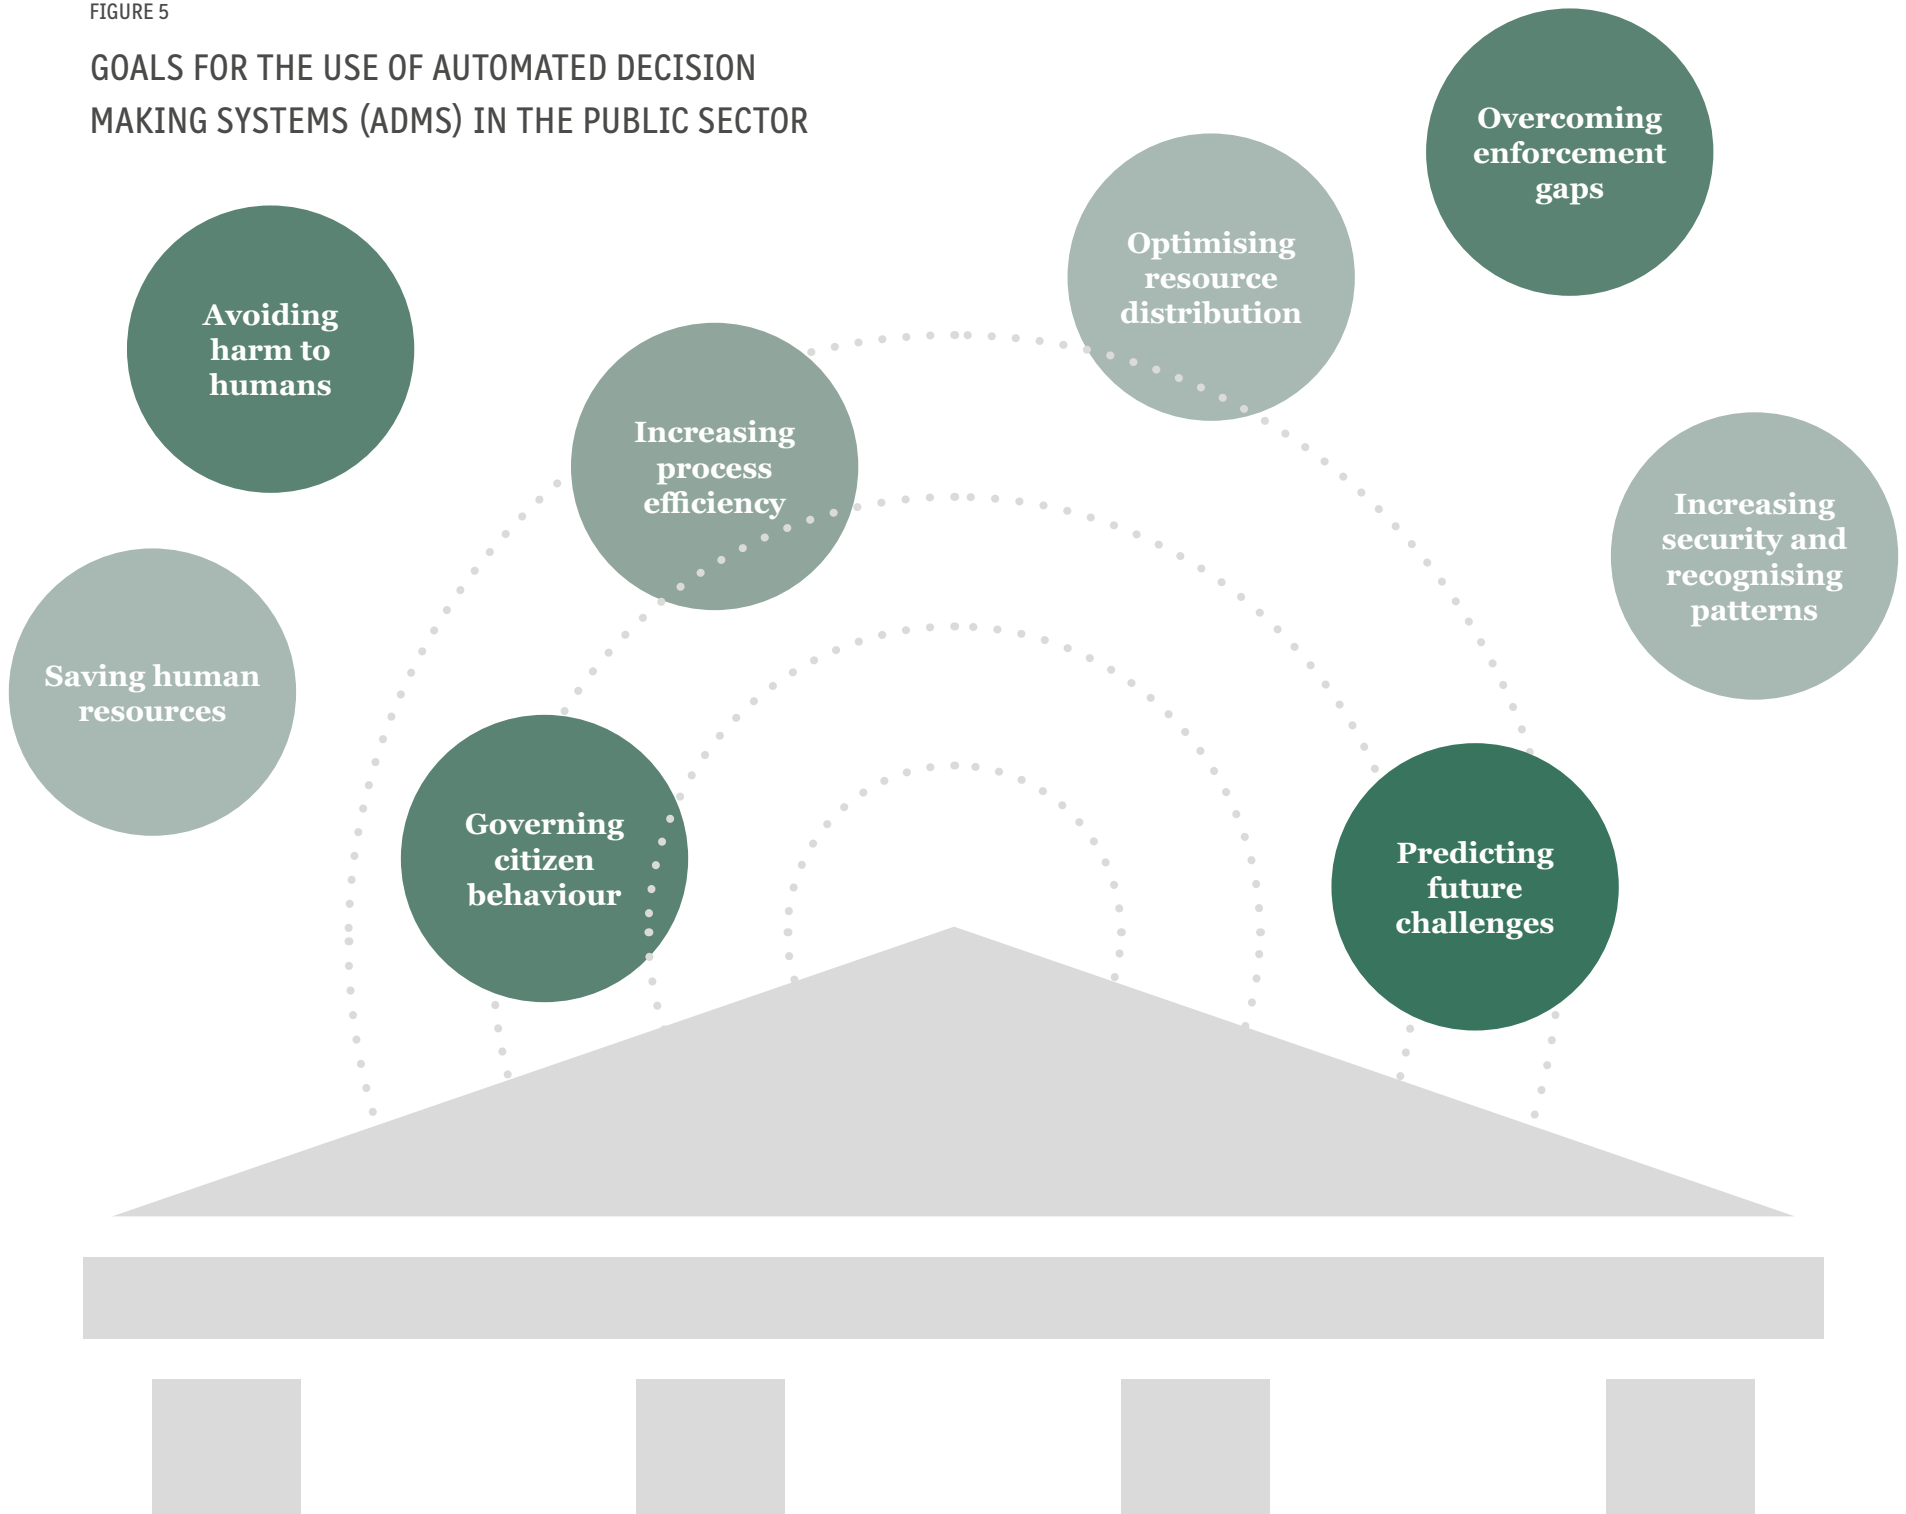 FIGURE 5
GOALS FOR THE USE OF AUTOMATED DECISION
MAKING SYSTEMS (ADMS) IN THE PUBLIC SECTOR
Overcoming
enforcement
gaps
Optimising
resource
distribution
Avoiding
harm to
humans
Increasing
process
efficiency
Increasing
security and
recognising
patterns
Saving human
resources
Governing
citizen
behaviour
Predicting
future
challenges